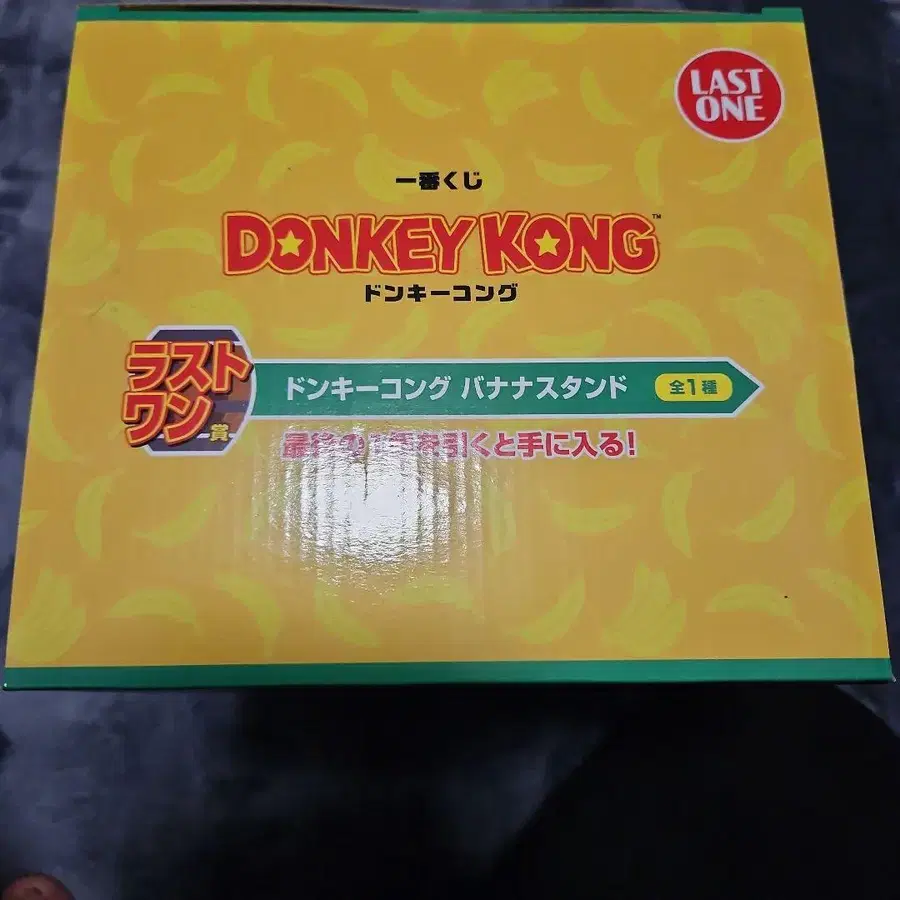 LAST
ONE
一番くじ
DONKEY KONG™
ドンキーコング
ラスト
ワン賞
ドンキーコング バナナスタンド 全1種
最後の1個を引くと手に入る!